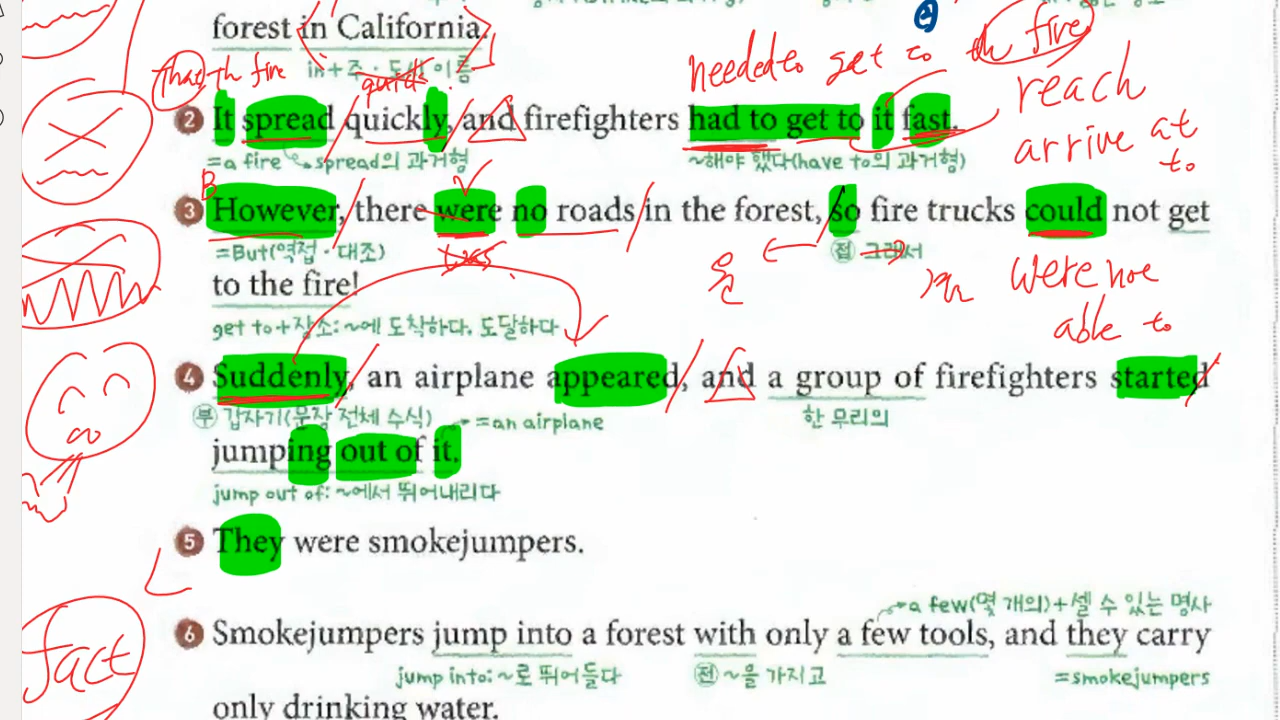 forest in California.
in+주·도시 이름
quick
That the fire
needed to get to the fire
❷ It spread quickly, and firefighters had to get to it fast.
=a fire spread의 과거형
~해야 했다(have to의 과거형)
reach
arrive at
to
B
❸ However, there were no roads in the forest, so fire trucks could not get
=But(역접·대조)
was
접 그래서
to the fire!
were not
able to
get to+장소: ~에 도착하다, 도달하다
❹ Suddenly, an airplane appeared, and a group of firefighters started
부 갑자기(문장 전체 수식)
=an airplane
한 무리의
jumping out of it.
jump out of: ~에서 뛰어내리다
❺ They were smokejumpers.
a few(몇 개의)+셀 수 있는 명사
❻ Smokejumpers jump into a forest with only a few tools, and they carry
jump into: ~로 뛰어들다
전 ~을 가지고
=smokejumpers
fact
only drinking water.